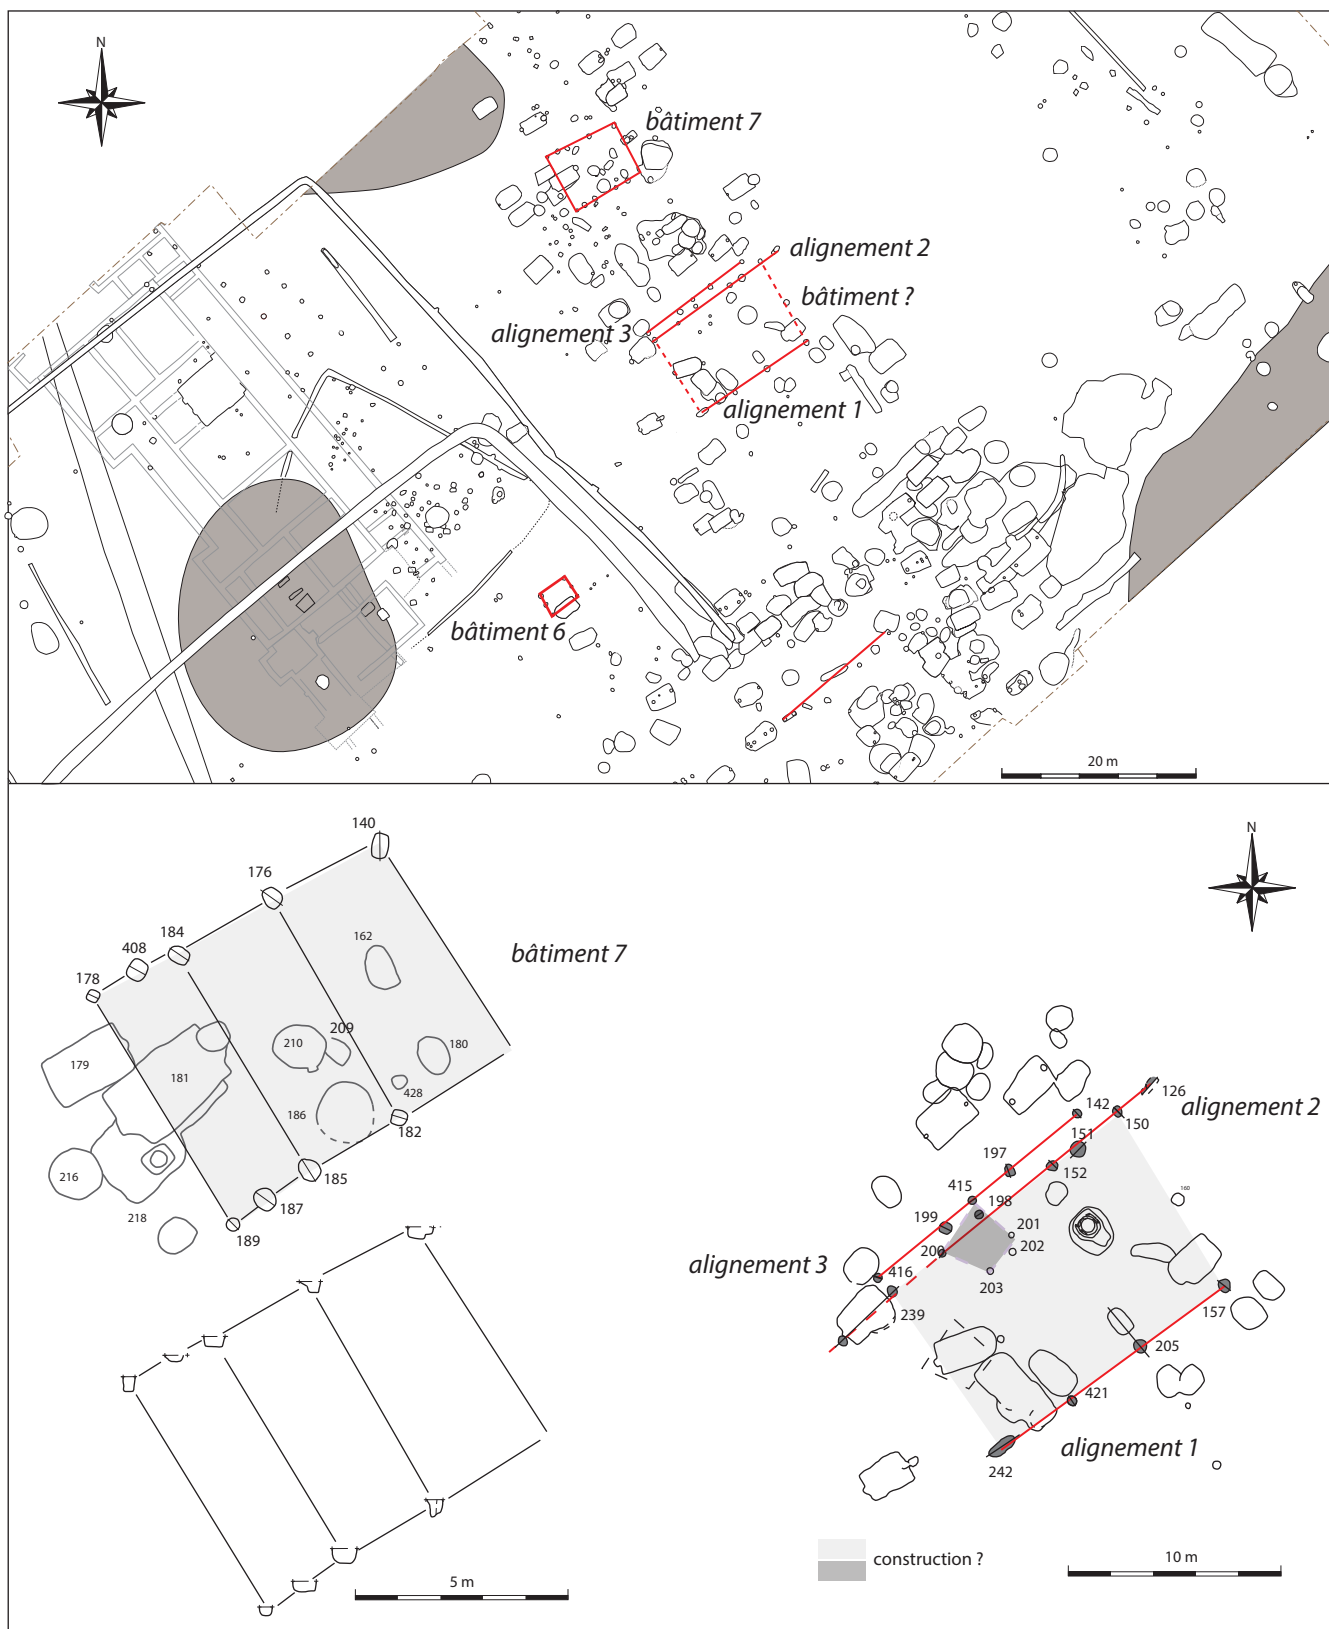 N
bâtiment 7
alignement 2
bâtiment ?
alignement 3
alignement 1
bâtiment 6
20 m
140
176
184
408
178
162
bâtiment 7
209
210
180
179
181
428
186
182
216
185
187
218
189
5 m
N
126
142
alignement 2
150
151
197
152
415
160
198
199
201
200
202
alignement 3
416
203
239
157
205
421
alignement 1
242
construction ?
10 m